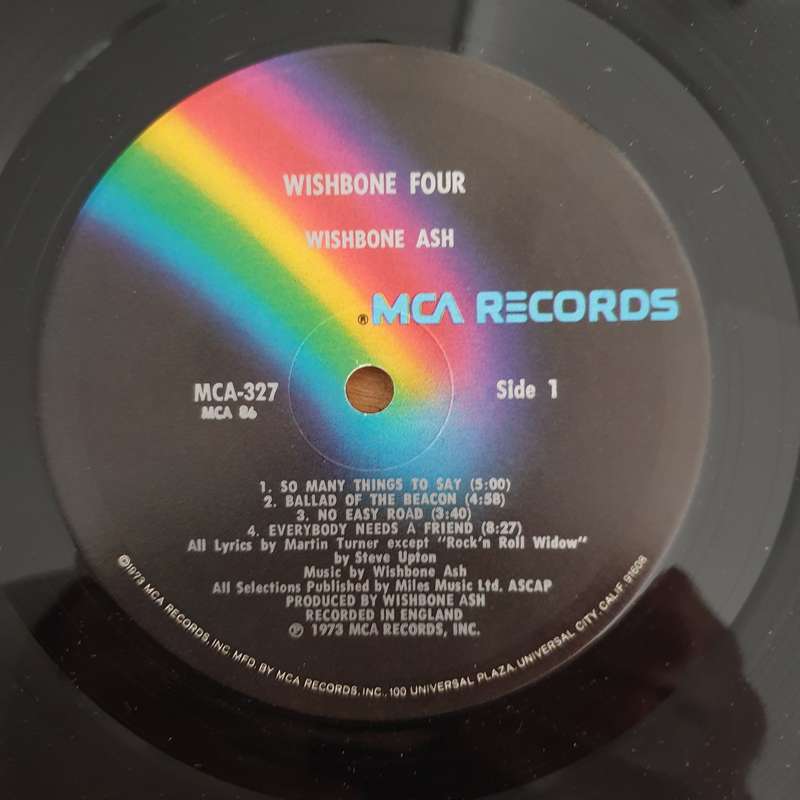 WISHBONE FOUR
WISHBONE ASH
® MCA RECORDS
MCA-327
MCA 86
Side 1
1. SO MANY THINGS TO SAY (5:00)
2. BALLAD OF THE BEACON (4:58)
3. NO EASY ROAD (3:40)
4. EVERYBODY NEEDS A FRIEND (8:27)
All Lyrics by Martin Turner except "Rock'n Roll Widow"
by Steve Upton
Music by Wishbone Ash
All Selections Published by Miles Music Ltd. ASCAP
PRODUCED BY WISHBONE ASH
RECORDED IN ENGLAND
℗ 1973 MCA RECORDS, INC.
©1973 MCA RECORDS, INC. MFD. BY MCA RECORDS, INC., 100 UNIVERSAL PLAZA, UNIVERSAL CITY, CALIF. 91608